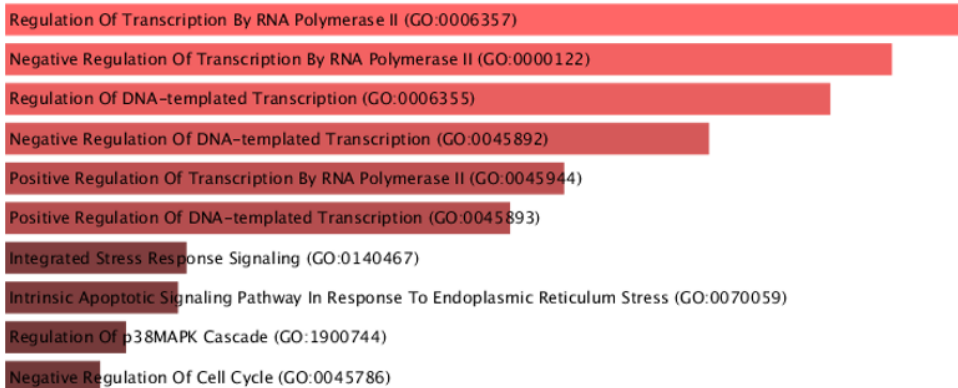 Regulation Of Transcription By RNA Polymerase II (GO:0006357)
Negative Regulation Of Transcription By RNA Polymerase II (GO:0000122)
Regulation Of DNA-templated Transcription (GO:0006355)
Negative Regulation Of DNA-templated Transcription (GO:0045892)
Positive Regulation Of Transcription By RNA Polymerase II (GO:0045944)
Positive Regulation Of DNA-templated Transcription (GO:0045893)
Integrated Stress Response Signaling (GO:0140467)
Intrinsic Apoptotic Signaling Pathway In Response To Endoplasmic Reticulum Stress (GO:0070059)
Regulation Of p38MAPK Cascade (GO:1900744)
Negative Regulation Of Cell Cycle (GO:0045786)